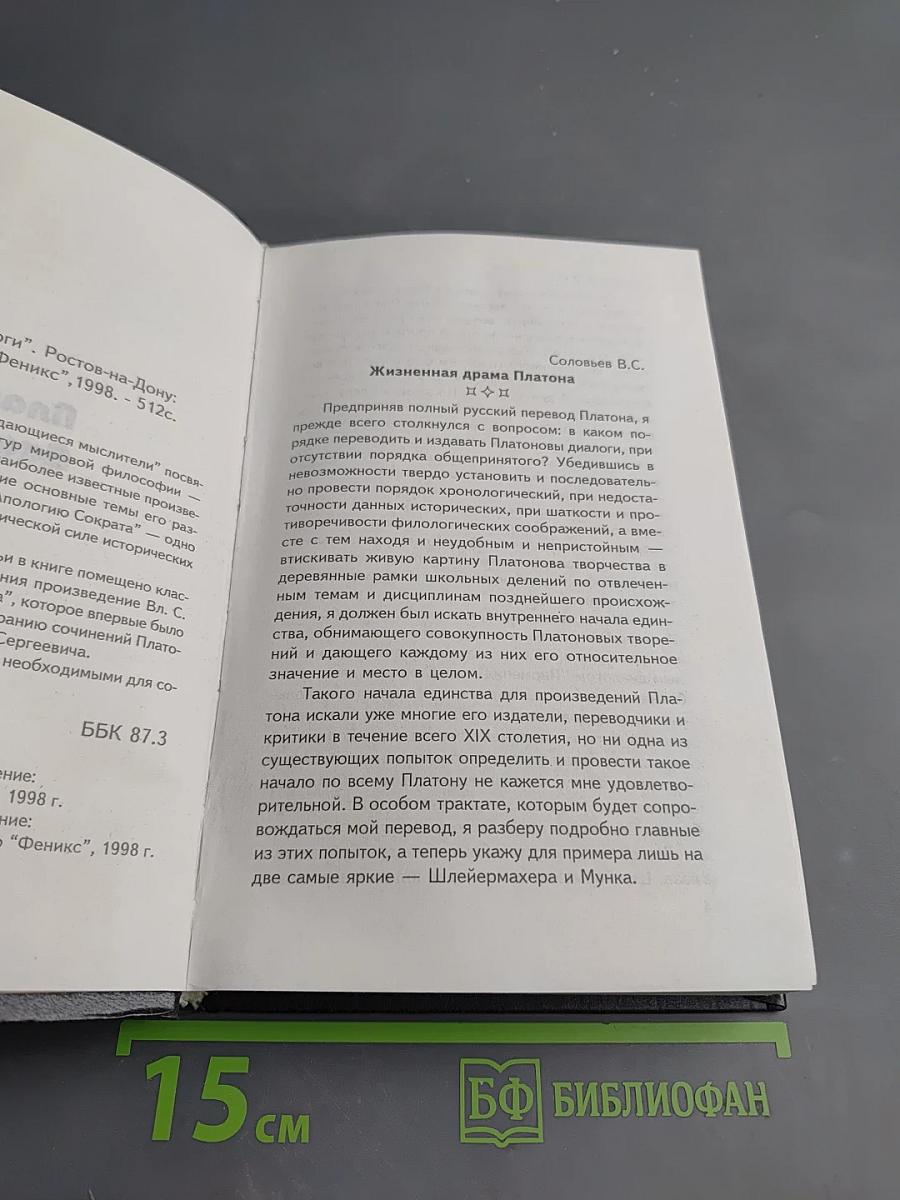 оги". Ростов-на-Дону:
Феникс", 1998. - 512с.
дающиеся мыслители" посвя-
гур мировой философии —
аиболее известные произве-
ие основные темы его раз-
Апологию Сократа" — одно
ической силе исторических
ьи в книге помещено клас-
ния произведение Вл. С.
а", которое впервые было
ранию сочинений Плато-
Сергеевича.
необходимыми для со-
ББК 87.3
ение:
1998 г.
ние:
"Феникс", 1998 г.
Соловьев В.С.
Жизненная драма Платона
Предприняв полный русский перевод Платона, я
прежде всего столкнулся с вопросом: в каком по-
рядке переводить и издавать Платоновы диалоги, при
отсутствии порядка общепринятого? Убедившись в
невозможности твердо установить и последователь-
но провести порядок хронологический, при недоста-
точности данных исторических, при шаткости и про-
тиворечивости филологических соображений, а вме-
сте с тем находя и неудобным и непристойным —
втискивать живую картину Платонова творчества в
деревянные рамки школьных делений по отвлечен-
ным темам и дисциплинам позднейшего происхож-
дения, я должен был искать внутреннего начала един-
ства, обнимающего совокупность Платоновых творе-
ний и дающего каждому из них его относительное
значение и место в целом.
Такого начала единства для произведений Пла-
тона искали уже многие его издатели, переводчики и
критики в течение всего XIX столетия, но ни одна из
существующих попыток определить и провести такое
начало по всему Платону не кажется мне удовлетво-
рительной. В особом трактате, которым будет сопро-
вождаться мой перевод, я разберу подробно главные
из этих попыток, а теперь укажу для примера лишь на
две самые яркие — Шлейермахера и Мунка.
15 см
БФ БИБЛИОФАН